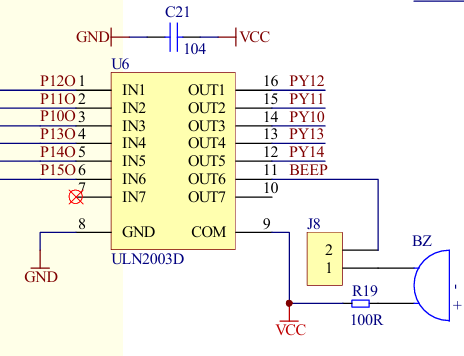 C21
GND VCC
104
U6
P12O 1 IN1 OUT1 16 PY12
P11O 2 IN2 OUT2 15 PY11
P10O 3 IN3 OUT3 14 PY10
P13O 4 IN4 OUT4 13 PY13
P14O 5 IN5 OUT5 12 PY14
P15O 6 IN6 OUT6 11 BEEP
7 IN7 OUT7 10
8 GND COM 9
J8
BZ
2
1
ULN2003D
GND
R19
-
+
100R
VCC